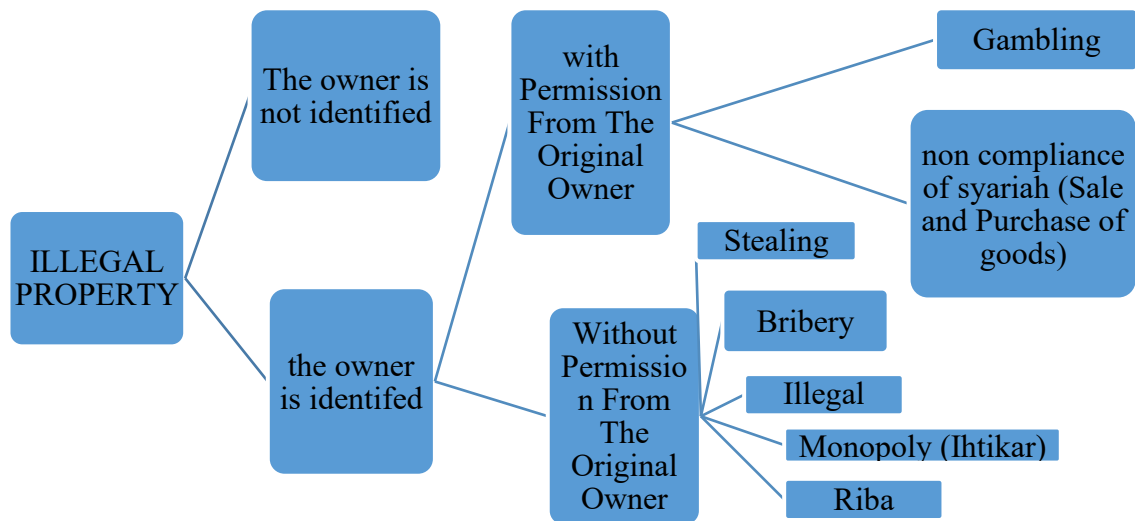 ILLEGAL
PROPERTY
The owner is
not identified
the owner
is identifed
with
Permission
From The
Original
Owner
Without
Permissio
n From
The
Original
Owner
Gambling
non compliance
of syariah (Sale
and Purchase of
goods)
Stealing
Bribery
Illegal
Monopoly (Ihtikar)
Riba